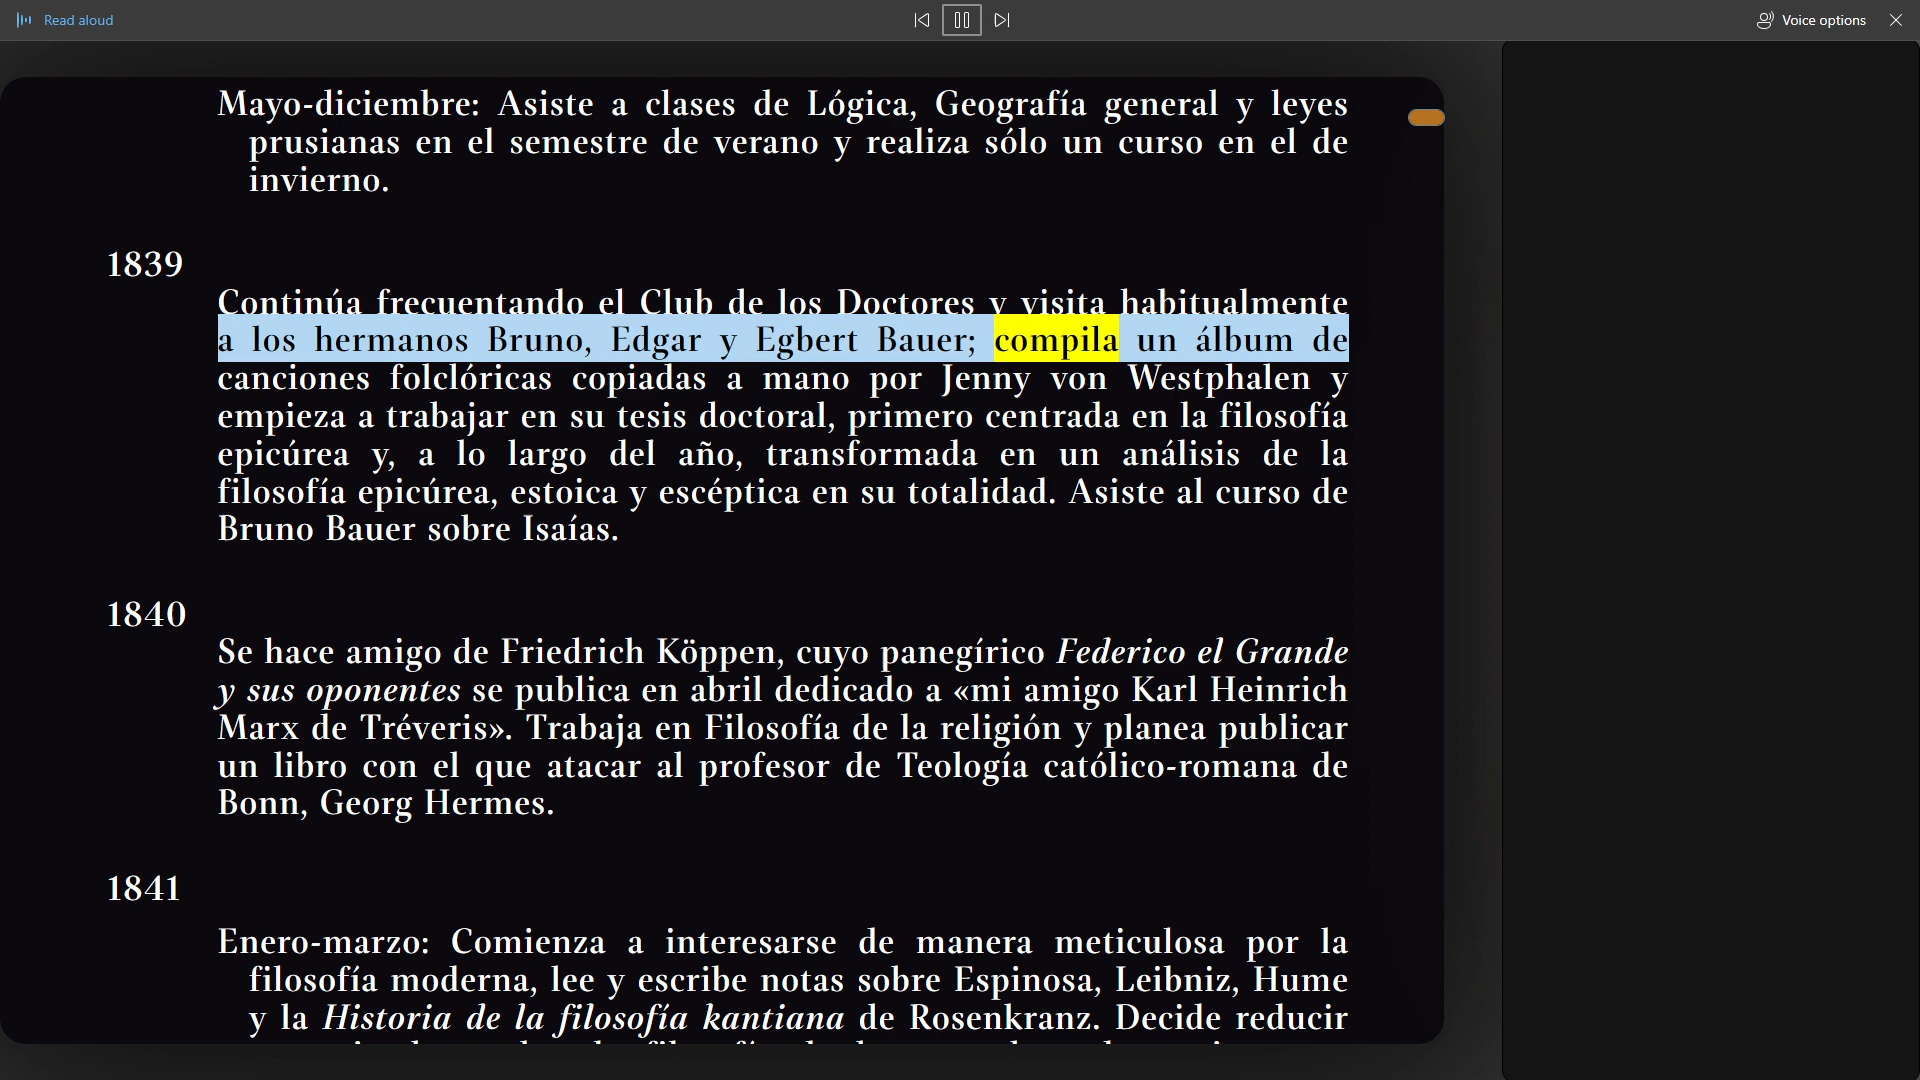 Read aloud
Voice options
Mayo-diciembre: Asiste a clases de Lógica, Geografía general y leyes
prusianas en el semestre de verano y realiza sólo un curso en el de
invierno.
1839
Continúa frecuentando el Club de los Doctores y visita habitualmente
a los hermanos Bruno, Edgar y Egbert Bauer; compila un álbum de
canciones folclóricas copiadas a mano por Jenny von Westphalen y
empieza a trabajar en su tesis doctoral, primero centrada en la filosofía
epicúrea y, a lo largo del año, transformada en un análisis de la
filosofía epicúrea, estoica y escéptica en su totalidad. Asiste al curso de
Bruno Bauer sobre Isaías.
1840
Se hace amigo de Friedrich Köppen, cuyo panegírico Federico el Grande
y sus oponentes se publica en abril dedicado a «mi amigo Karl Heinrich
Marx de Tréveris». Trabaja en Filosofía de la religión y planea publicar
un libro con el que atacar al profesor de Teología católico-romana de
Bonn, Georg Hermes.
1841
Enero-marzo: Comienza a interesarse de manera meticulosa por la
filosofía moderna, lee y escribe notas sobre Espinosa, Leibniz, Hume
y la Historia de la filosofía kantiana de Rosenkranz. Decide reducir